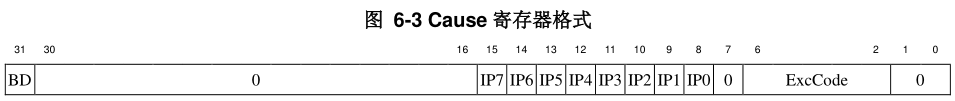 图 6-3 Cause 寄存器格式
31 30 16 15 14 13 12 11 10 9 8 7 6 2 1 0
BD 0 IP7 IP6 IP5 IP4 IP3 IP2 IP1 IP0 0 ExcCode 0